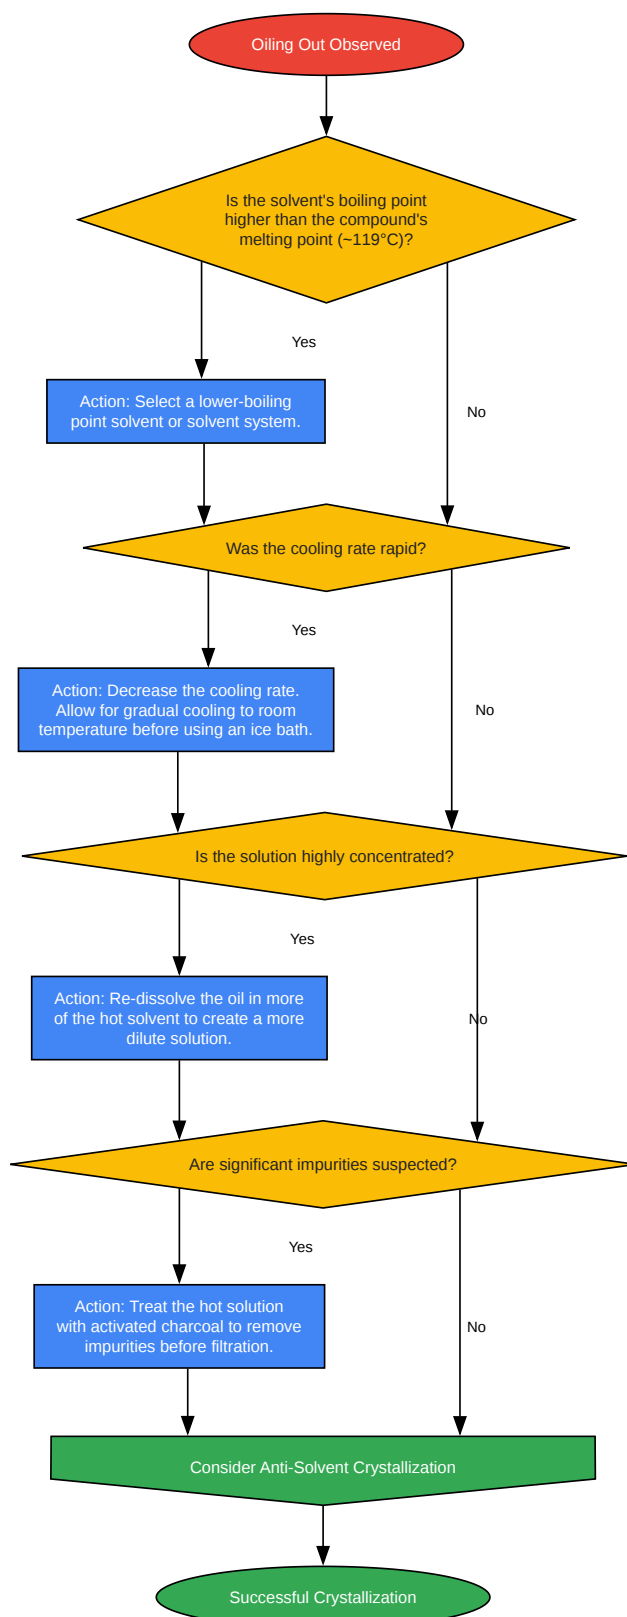 Oiling Out Observed
Is the solvent's boiling point
higher than the compound's
melting point (~119°C)?
Yes
Action: Select a lower-boiling
point solvent or solvent system.
No
Was the cooling rate rapid?
Yes
Action: Decrease the cooling rate.
Allow for gradual cooling to room
temperature before using an ice bath.
No
Is the solution highly concentrated?
Yes
Action: Re-dissolve the oil in more
of the hot solvent to create a more
dilute solution.
No
Are significant impurities suspected?
Yes
Action: Treat the hot solution
with activated charcoal to remove
impurities before filtration.
No
Consider Anti-Solvent Crystallization
Successful Crystallization